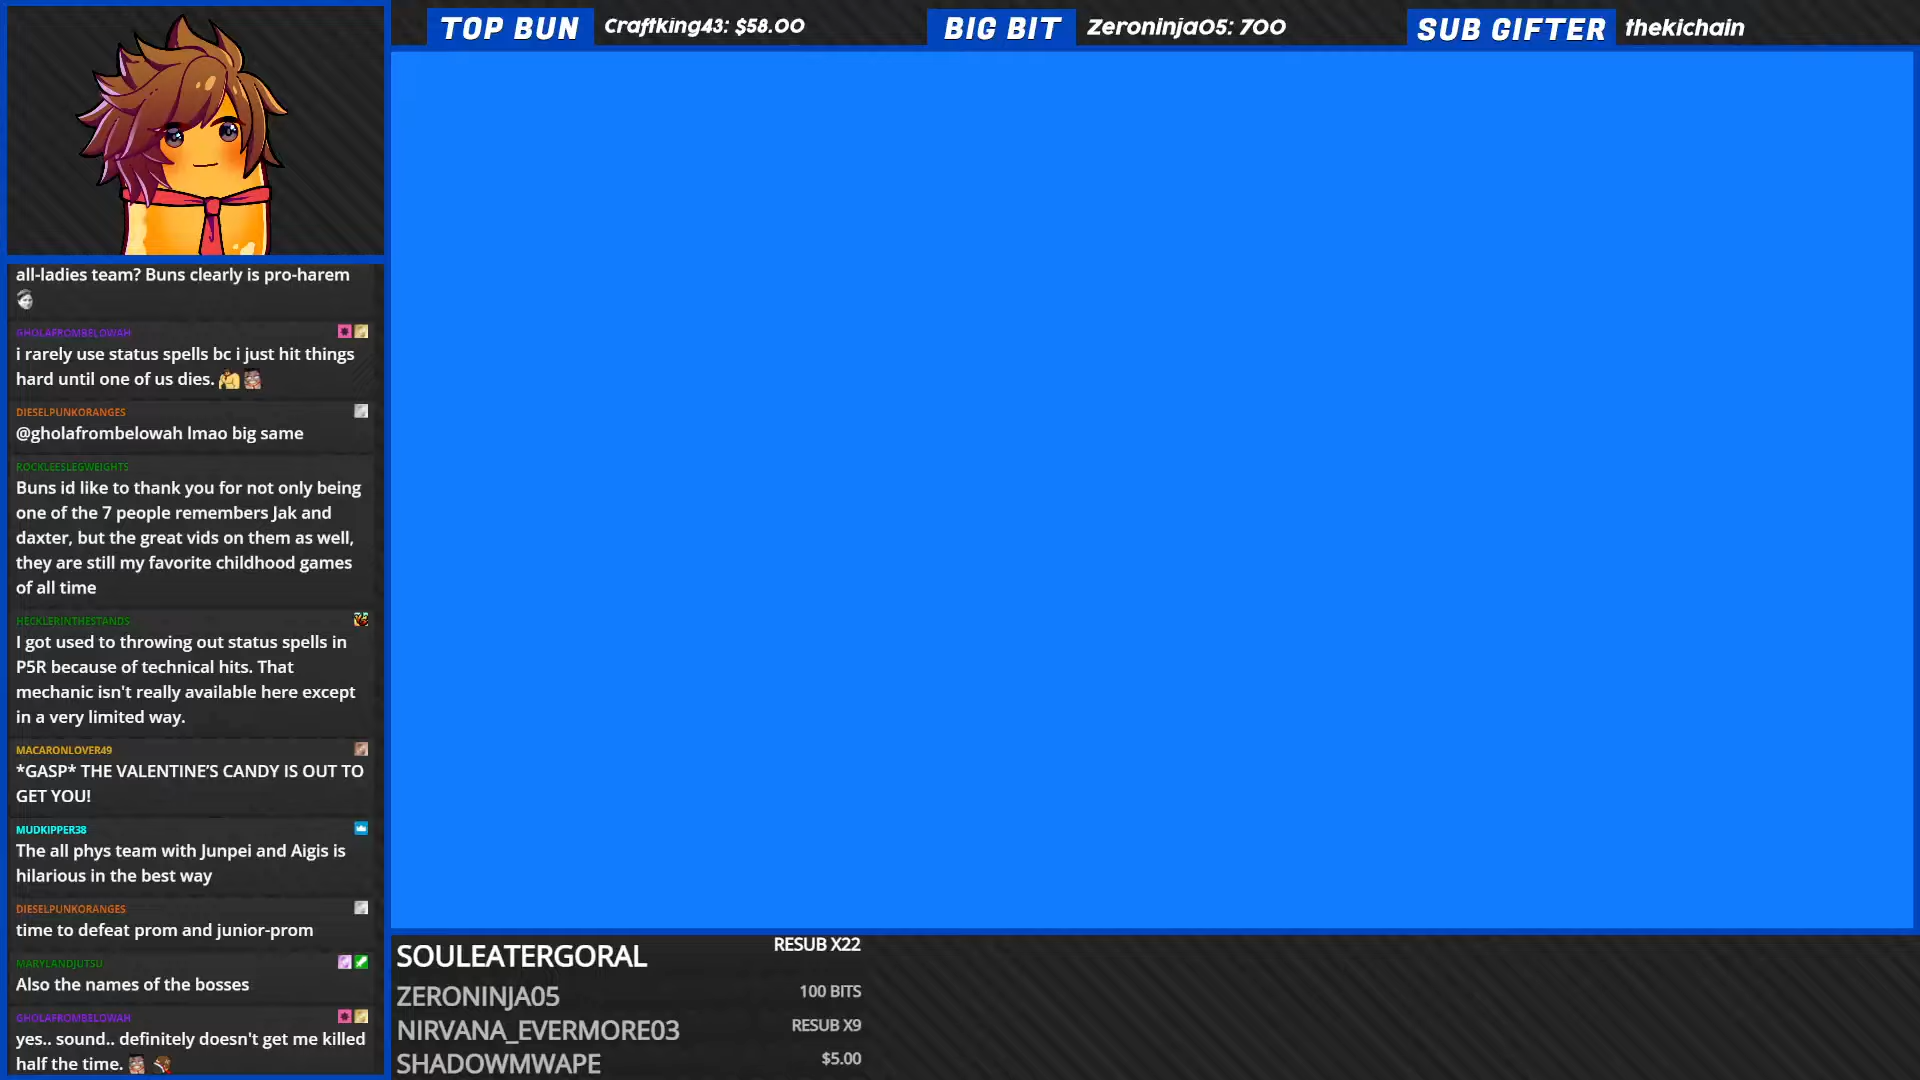 TOP BUN Craftking43: $58.00 BIG BIT Zeroninja05: 700 SUB GIFTER thekichain
all-ladies team? Buns clearly is pro-harem
GHOLAFROMBELOWAH
i rarely use status spells bc i just hit things
hard until one of us dies.
DIESELPUNKORANGES
@gholafrombelowah lmao big same
ROCKLEESLEGWEIGHTS
Buns id like to thank you for not only being
one of the 7 people remembers Jak and
daxter, but the great vids on them as well,
they are still my favorite childhood games
of all time
HECKLERINTHESTANDS
I got used to throwing out status spells in
P5R because of technical hits. That
mechanic isn't really available here except
in a very limited way.
MACARONLOVER49
*GASP* THE VALENTINE’S CANDY IS OUT TO
GET YOU!
MUDKIPPER38
The all phys team with Junpei and Aigis is
hilarious in the best way
DIESELPUNKORANGES
time to defeat prom and junior-prom
MARYLANDJUTSU
Also the names of the bosses
GHOLAFROMBELOWAH
yes.. sound.. definitely doesn't get me killed
half the time.
SOULEATERGORAL RESUB X22
ZERONINJA05 100 BITS
NIRVANA_EVERMORE03 RESUB X9
SHADOWMWAPE $5.00